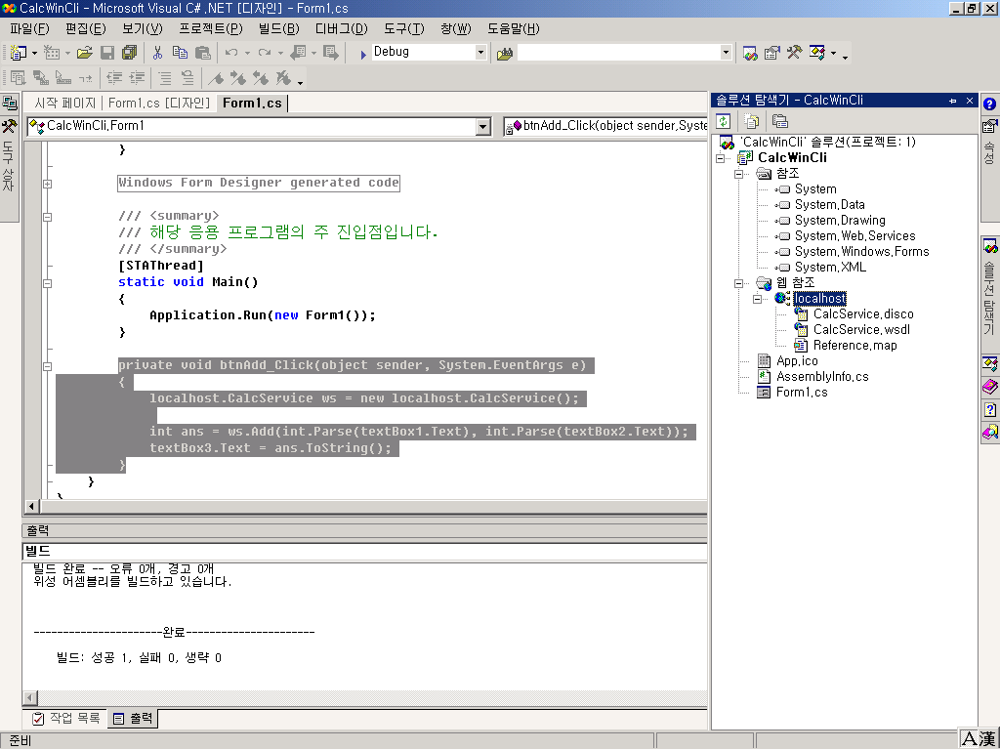 CalcWinCli - Microsoft Visual C# .NET [디자인] - Form1.cs
파일(F) 편집(E) 보기(V) 프로젝트(P) 빌드(B) 디버그(D) 도구(T) 창(W) 도움말(H)
Debug
시작 페이지 Form1.cs [디자인] Form1.cs
CalcWinCli.Form1
btnAdd_Click(object sender,Syste
}
Windows Form Designer generated code
/// <summary>
/// 해당 응용 프로그램의 주 진입점입니다.
/// </summary>
[STAThread]
static void Main()
{
Application.Run(new Form1());
}
private void btnAdd_Click(object sender, System.EventArgs e)
{
localhost.CalcService ws = new localhost.CalcService();
int ans = ws.Add(int.Parse(textBox1.Text), int.Parse(textBox2.Text));
textBox3.Text = ans.ToString();
}
}
}
출력
빌드
빌드 완료 -- 오류 0개, 경고 0개
위성 어셈블리를 빌드하고 있습니다.
---------------------- 완료 ----------------------
빌드: 성공 1, 실패 0, 생략 0
작업 목록 출력
준비
도구 상자
솔루션 탐색기 - CalcWinCli
'CalcWinCli' 솔루션(프로젝트: 1)
CalcWinCli
참조
System
System.Data
System.Drawing
System.Web.Services
System.Windows.Forms
System.XML
웹 참조
localhost
CalcService.disco
CalcService.wsdl
Reference.map
App.ico
AssemblyInfo.cs
Form1.cs
속성
솔루션 탐색기
A漢